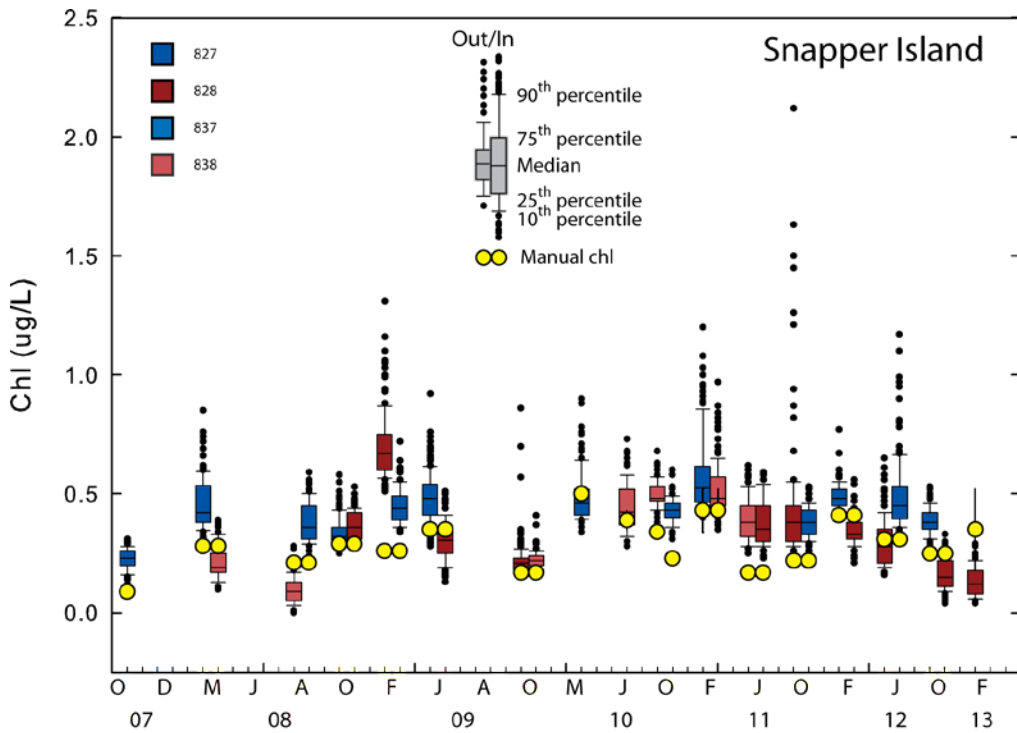 Snapper Island
Out/In
90th percentile
75th percentile
Median
25th percentile
10th percentile
Manual chl
827
828
837
838
Chl (ug/L)
2.5
2.0
1.5
1.0
0.5
0.0
O D M J A O F J A O M J O F J O F J O F
07 08 09 10 11 12 13